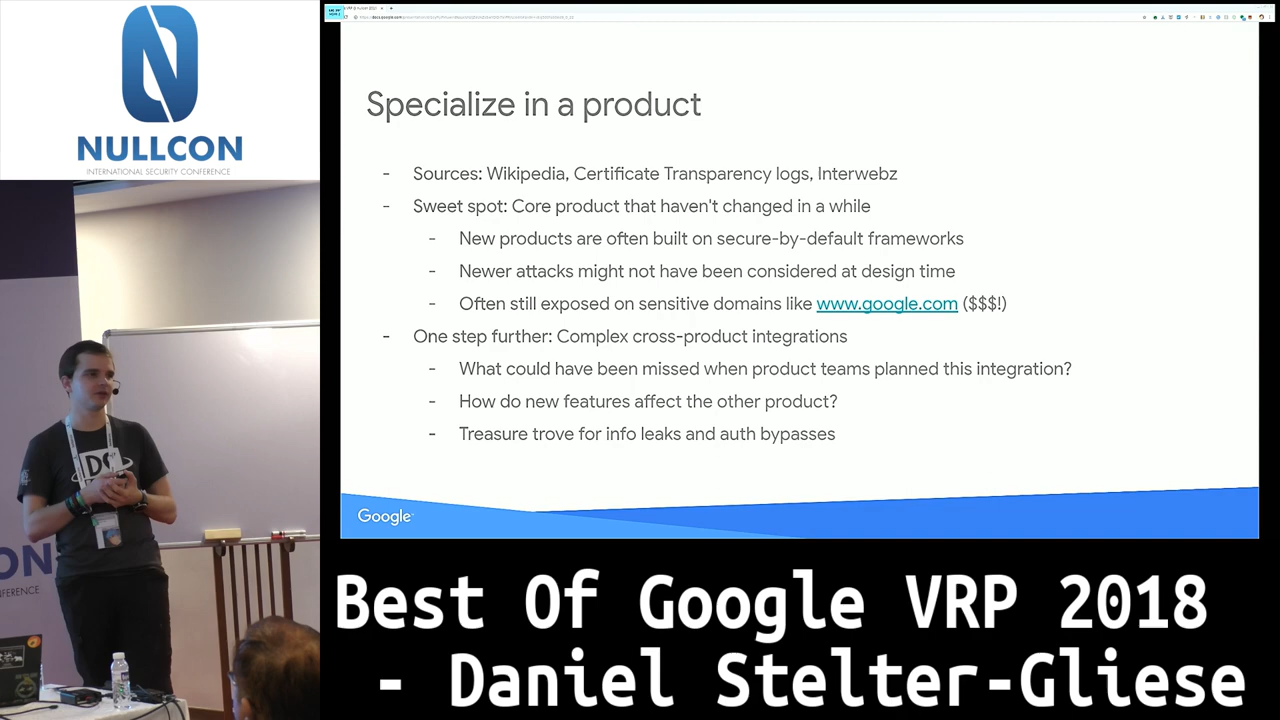 NULLCON
INTERNATIONAL SECURITY CONFERENCE
Specialize in a product
- Sources: Wikipedia, Certificate Transparency logs, Interwebz
- Sweet spot: Core product that haven't changed in a while
- New products are often built on secure-by-default frameworks
- Newer attacks might not have been considered at design time
- Often still exposed on sensitive domains like www.google.com ($$$!)
- One step further: Complex cross-product integrations
- What could have been missed when product teams planned this integration?
- How do new features affect the other product?
- Treasure trove for info leaks and auth bypasses
Google
ON
CONFERENCE
Best Of Google VRP 2018
- Daniel Stelter-Gliese